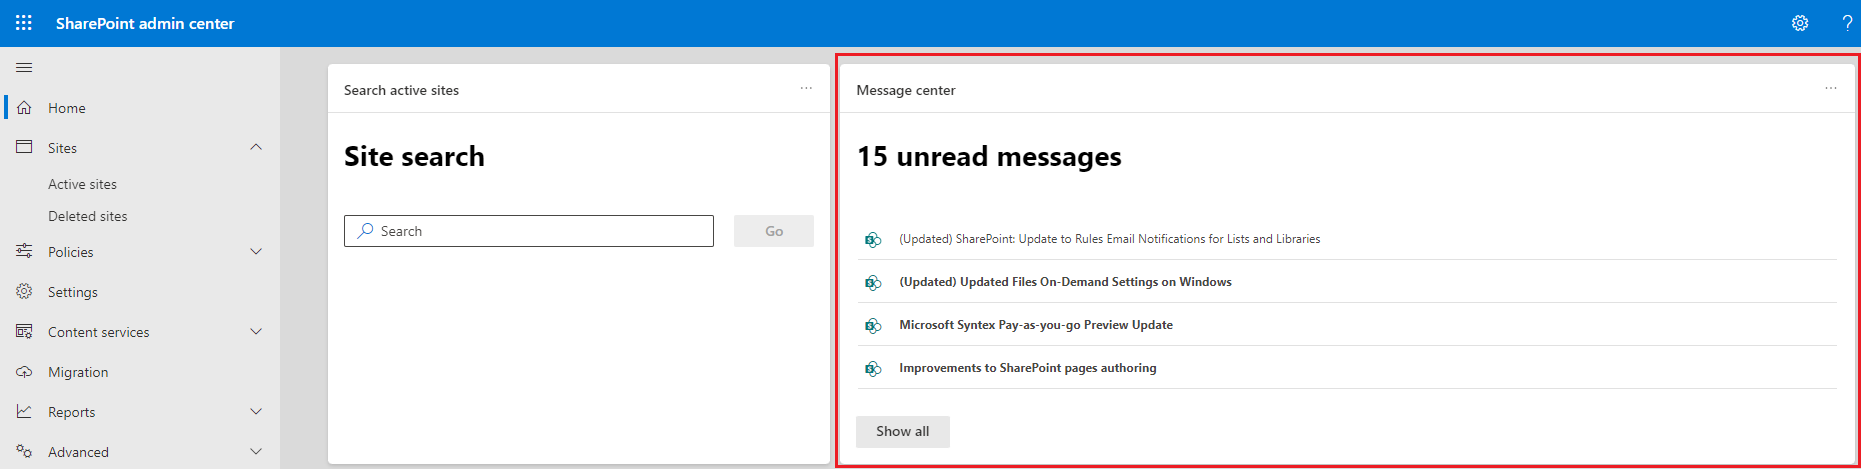 SharePoint admin center
Home
Sites
Active sites
Deleted sites
Policies
Settings
Content services
Migration
Reports
Advanced
Search active sites
Site search
Search
Go
Message center
15 unread messages
(Updated) SharePoint: Update to Rules Email Notifications for Lists and Libraries
(Updated) Updated Files On-Demand Settings on Windows
Microsoft Syntex Pay-as-you-go Preview Update
Improvements to SharePoint pages authoring
Show all